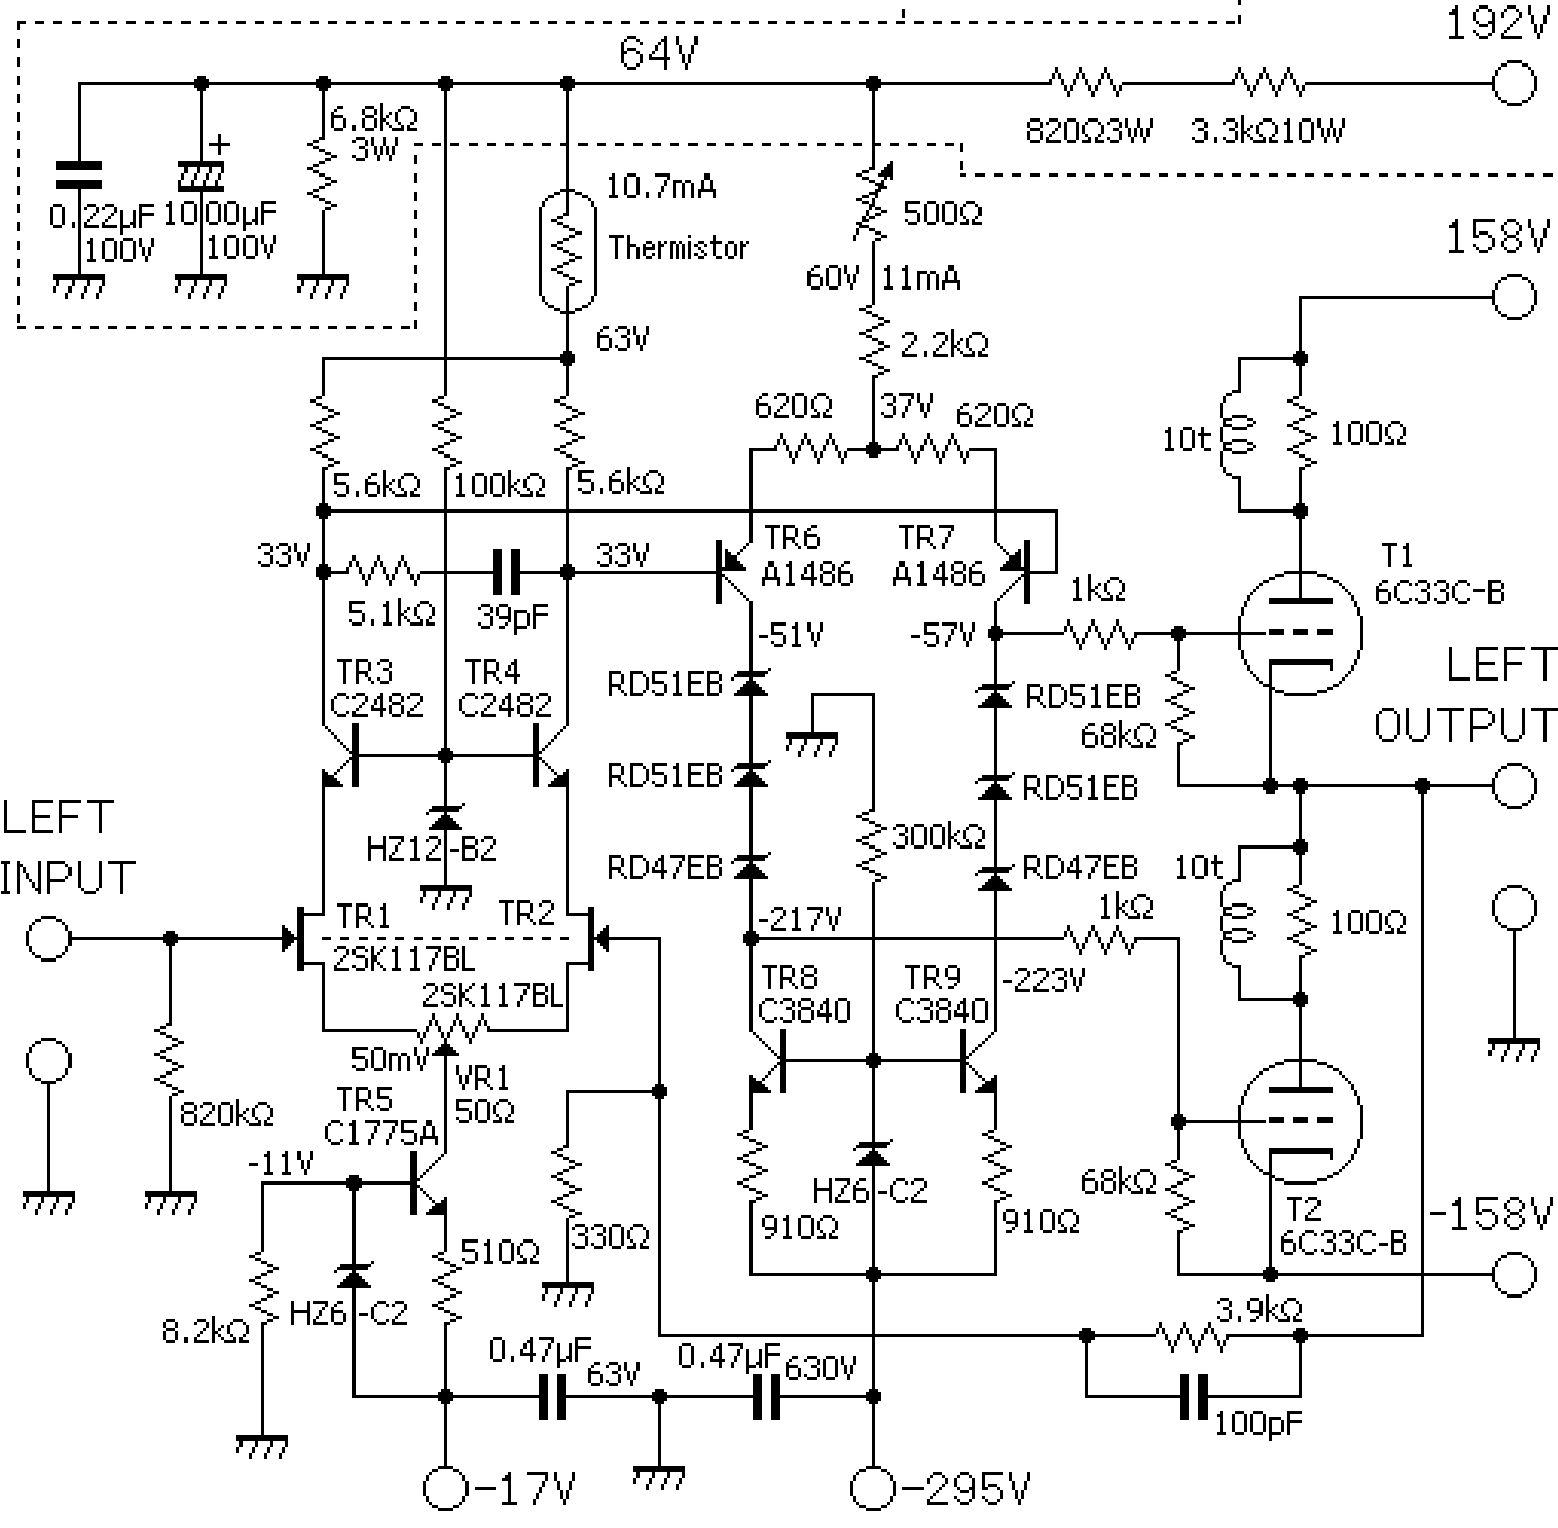 192V
64V
6.8kΩ
3W
820Ω3W
3.3kΩ10W
+
10.7mA
0.22μF
100V
1000μF
100V
500Ω
158V
Thermistor
60V
11mA
63V
2.2kΩ
620Ω
37V
620Ω
10t
100Ω
5.6kΩ
100kΩ
5.6kΩ
33V
33V
TR6
A1486
TR7
A1486
T1
6C33C-B
5.1kΩ
39pF
1kΩ
-51V
-57V
TR3
C2482
TR4
C2482
RD51EB
RD51EB
68kΩ
LEFT
OUTPUT
RD51EB
RD51EB
LEFT
INPUT
HZ12-B2
300kΩ
RD47EB
RD47EB
10t
TR1
2SK117BL
TR2
-217V
1kΩ
100Ω
2SK117BL
TR8
C3840
TR9
C3840
-223V
50mV
VR1
50Ω
TR5
C1775A
820kΩ
-11V
HZ6-C2
68kΩ
T2
6C33C-B
-158V
910Ω
910Ω
330Ω
510Ω
HZ6-C2
8.2kΩ
3.9kΩ
0.47μF
63V
0.47μF
630V
100pF
-17V
-295V